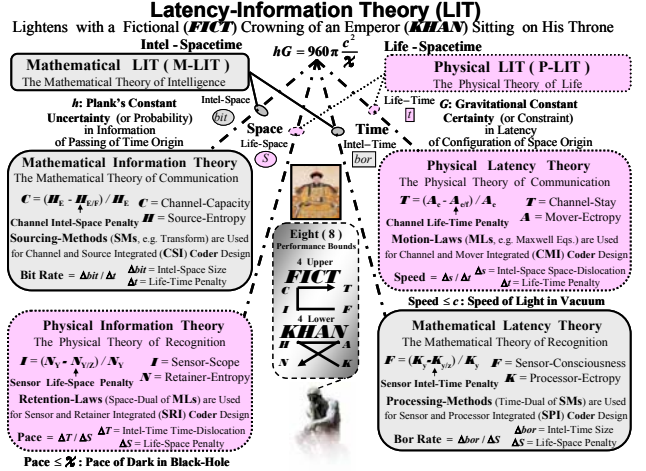 Latency-Information Theory (LIT)
Lightens with a Fictional (FICT) Crowning of an Emperor (KHAN) Sitting on His Throne
Intel - Spacetime
hG = 960π c² / ϰ
Life - Spacetime
Mathematical LIT ( M-LIT )
The Mathematical Theory of Intelligence
Physical LIT ( P-LIT )
The Physical Theory of Life
h: Plank's Constant
Uncertainty (or Probability)
in Information
of Passing of Time Origin
Intel-Space
bit
Space
Life-Space
S
Life-Time
t
Time
Intel-Time
bor
G: Gravitational Constant
Certainty (or Constraint)
in Latency
of Configuration of Space Origin
Mathematical Information Theory
The Mathematical Theory of Communication
C = (H_E - H_E/F) / H_E
C = Channel-Capacity
Channel Intel-Space Penalty
H = Source-Entropy
Sourcing-Methods (SMs, e.g. Transform) are Used
for Channel and Source Integrated (CSI) Coder Design
Bit Rate = Δbit / Δt
Δbit = Intel-Space Size
Δt = Life-Time Penalty
Physical Latency Theory
The Physical Theory of Communication
T = (A_e - A_e/f) / A_e
T = Channel-Stay
Channel Life-Time Penalty
A = Mover-Ectropy
Motion-Laws (MLs, e.g. Maxwell Eqs.) are Used
for Channel and Mover Integrated (CMI) Coder Design
Speed = Δs / Δt
Δs = Intel-Space Space-Dislocation
Δt = Life-Time Penalty
Speed ≤ c : Speed of Light in Vacuum
Eight ( 8 )
Performance Bounds
4 Upper
FICT
C T
I F
4 Lower
KHAN
H A
N K
Physical Information Theory
The Physical Theory of Recognition
I = (N_Y - N_Y/Z) / N_Y
I = Sensor-Scope
Sensor Life-Space Penalty
N = Retainer-Entropy
Retention-Laws (Space-Dual of MLs) are Used
for Sensor and Retainer Integrated (SRI) Coder Design
Pace = ΔT / ΔS
ΔT = Intel-Time Time-Dislocation
ΔS = Life-Space Penalty
Pace ≤ ϰ : Pace of Dark in Black-Hole
Mathematical Latency Theory
The Mathematical Theory of Recognition
F = (K_y - K_y/z) / K_y
F = Sensor-Consciousness
Sensor Intel-Time Penalty
K = Processor-Ectropy
Processing-Methods (Time-Dual of SMs) are Used
for Sensor and Processor Integrated (SPI) Coder Design
Bor Rate = Δbor / ΔS
Δbor = Intel-Time Size
ΔS = Life-Space Penalty